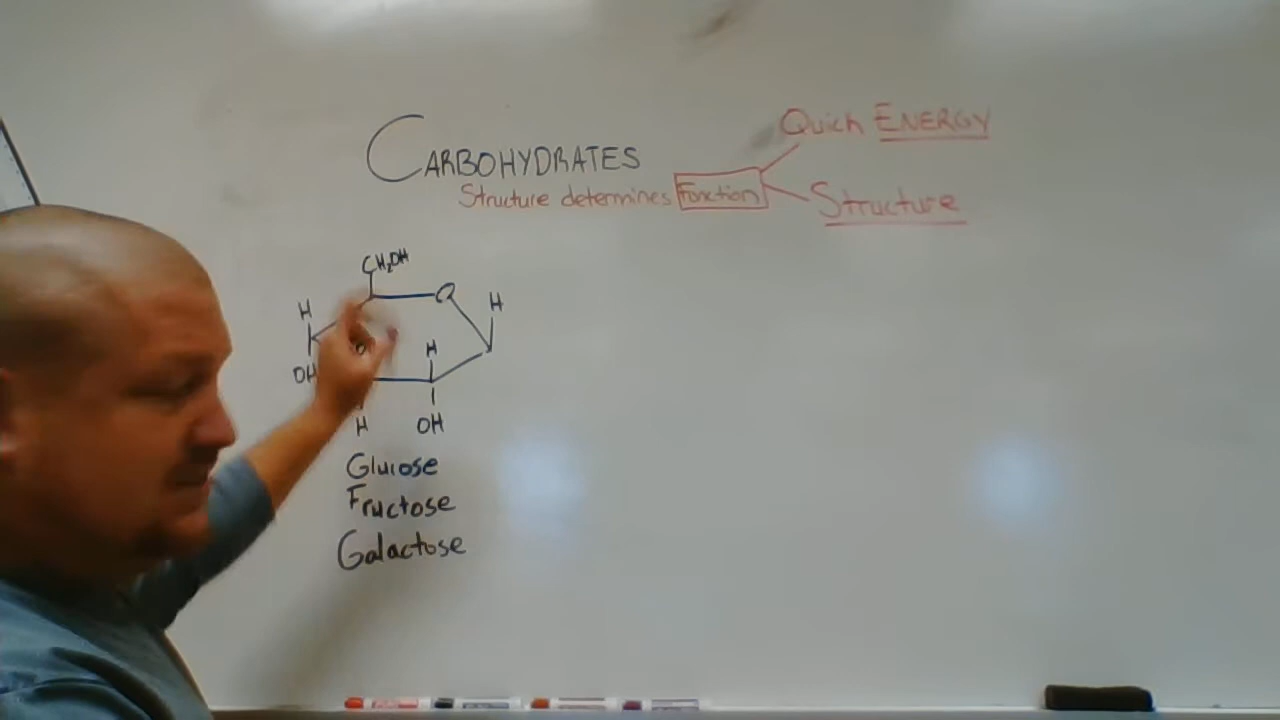 Quick ENERGY
CARBOHYDRATES
Structure determines Function
Structure
CH2OH
O
H
H
H
OH
H
OH
Glucose
Fructose
Galactose